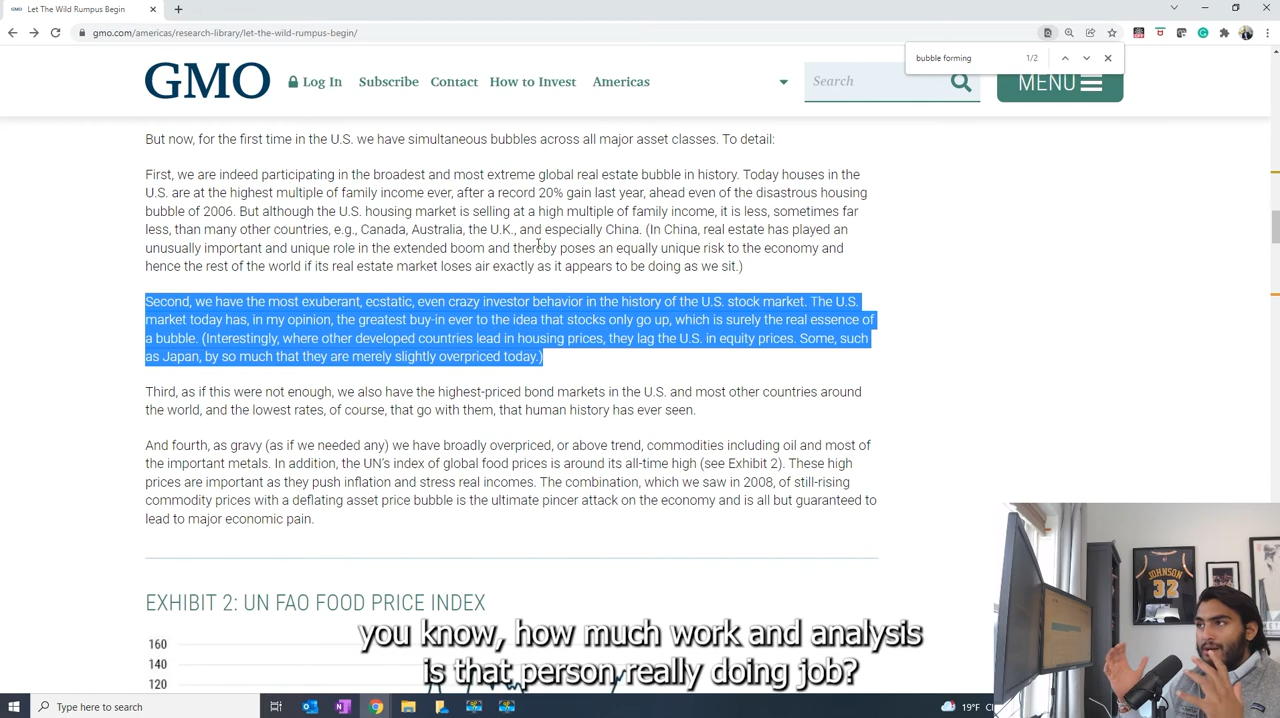 GMO Let The Wild Rumpus Begin
gmo.com/americas/research-library/let-the-wild-rumpus-begin/
bubble forming 1/2
GMO Log In Subscribe Contact How to Invest Americas Search MENU
But now, for the first time in the U.S. we have simultaneous bubbles across all major asset classes. To detail:
First, we are indeed participating in the broadest and most extreme global real estate bubble in history. Today houses in the
U.S. are at the highest multiple of family income ever, after a record 20% gain last year, ahead even of the disastrous housing
bubble of 2006. But although the U.S. housing market is selling at a high multiple of family income, it is less, sometimes far
less, than many other countries, e.g., Canada, Australia, the U.K., and especially China. (In China, real estate has played an
unusually important and unique role in the extended boom and thereby poses an equally unique risk to the economy and
hence the rest of the world if its real estate market loses air exactly as it appears to be doing as we sit.)
Second, we have the most exuberant, ecstatic, even crazy investor behavior in the history of the U.S. stock market. The U.S.
market today has, in my opinion, the greatest buy-in ever to the idea that stocks only go up, which is surely the real essence of
a bubble. (Interestingly, where other developed countries lead in housing prices, they lag the U.S. in equity prices. Some, such
as Japan, by so much that they are merely slightly overpriced today.)
Third, as if this were not enough, we also have the highest-priced bond markets in the U.S. and most other countries around
the world, and the lowest rates, of course, that go with them, that human history has ever seen.
And fourth, as gravy (as if we needed any) we have broadly overpriced, or above trend, commodities including oil and most of
the important metals. In addition, the UN's index of global food prices is around its all-time high (see Exhibit 2). These high
prices are important as they push inflation and stress real incomes. The combination, which we saw in 2008, of still-rising
commodity prices with a deflating asset price bubble is the ultimate pincer attack on the economy and is all but guaranteed to
lead to major economic pain.
EXHIBIT 2: UN FAO FOOD PRICE INDEX
160
140
120
JOHNSON
32
you know, how much work and analysis
is that person really doing job?
Type here to search
19°F